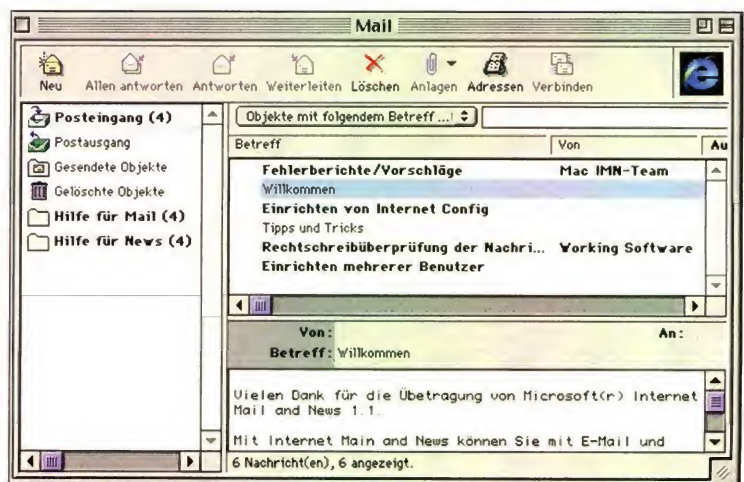 Mail
Neu Allen antworten Antworten Weiterleiten Löschen Anlagen Adressen Verbinden
Posteingang (4)
Postausgang
Gesendete Objekte
Gelöschte Objekte
Hilfe für Mail (4)
Hilfe für News (4)
Objekte mit folgendem Betreff ...
Betreff Von Au
Fehlerberichte/Vorschläge Mac IMN-Team
Willkommen
Einrichten von Internet Config
Tipps und Tricks
Rechtschreibüberprüfung der Nachri... Working Software
Einrichten mehrerer Benutzer
Von: An:
Betreff: Willkommen
Vielen Dank für die Übetragung von Microsoft(r) Internet
Mail and News 1.1.
Mit Internet Main and News können Sie mit E-Mail und
6 Nachricht(en), 6 angezeigt.